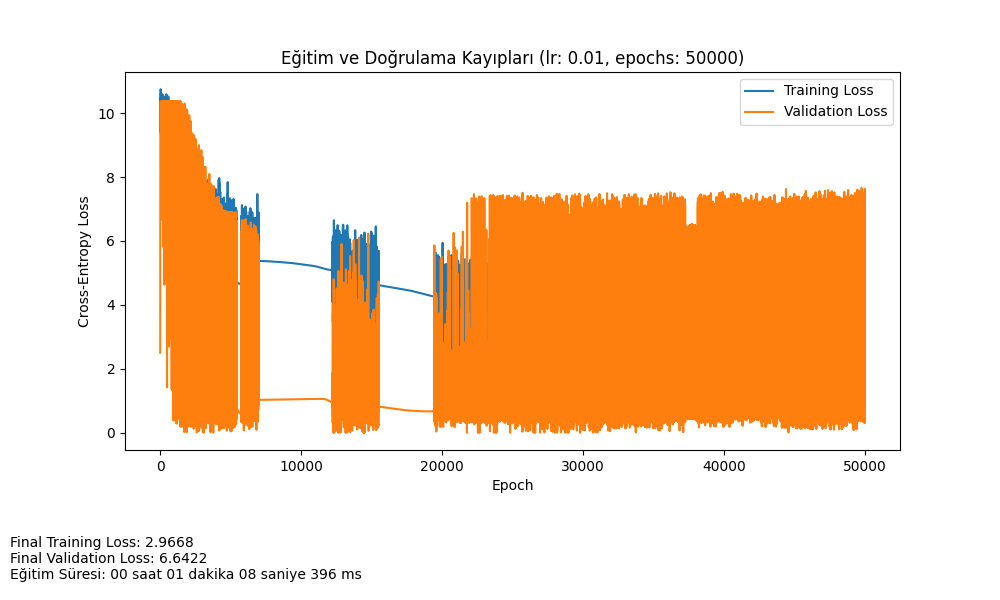 Eğitim ve Doğrulama Kayıpları (lr: 0.01, epochs: 50000)
Training Loss
Validation Loss
Cross-Entropy Loss
10
8
6
4
2
0
0 10000 20000 30000 40000 50000
Epoch
Final Training Loss: 2.9668
Final Validation Loss: 6.6422
Eğitim Süresi: 00 saat 01 dakika 08 saniye 396 ms